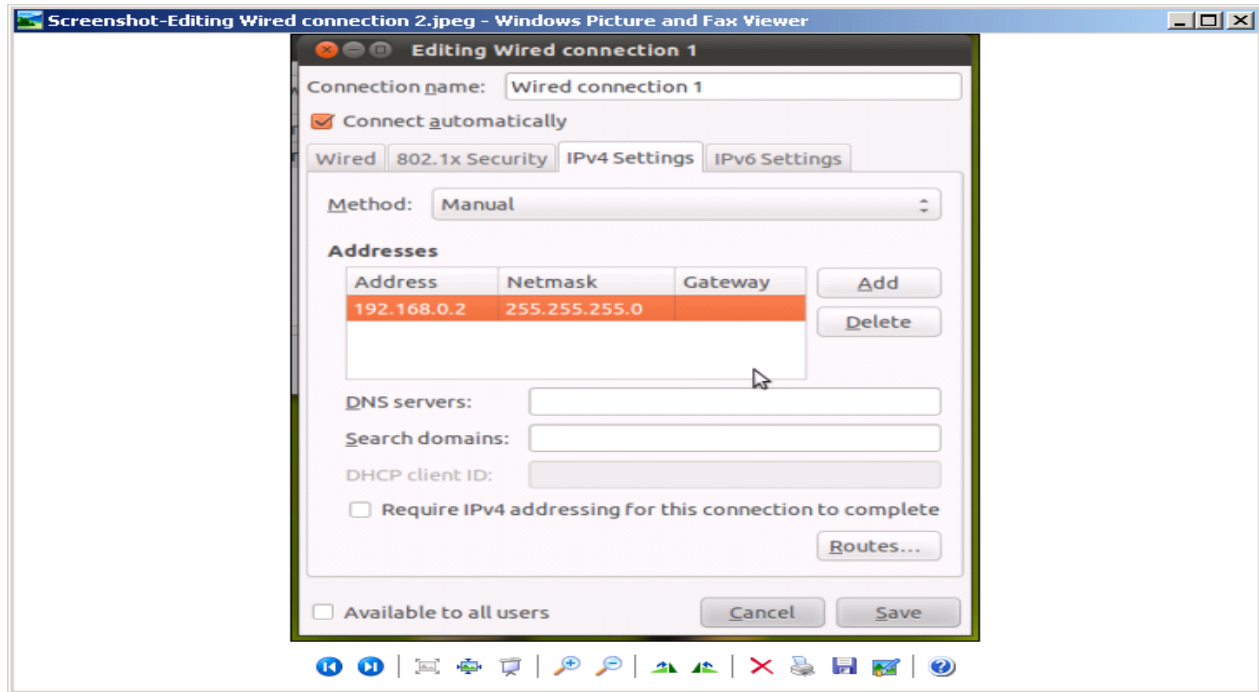 Screenshot-Editing Wired connection 2.jpeg - Windows Picture and Fax Viewer
Editing Wired connection 1
Connection name: Wired connection 1
Connect automatically
Wired 802.1x Security IPv4 Settings IPv6 Settings
Method: Manual
Addresses
Address Netmask Gateway Add
192.168.0.2 255.255.255.0
Delete
DNS servers:
Search domains:
DHCP client ID:
Require IPv4 addressing for this connection to complete
Routes...
Available to all users Cancel Save